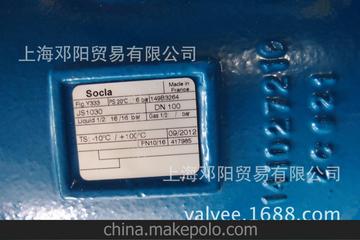 上海邓阳贸易有限公司
Socla
Made in
France
Fig. Y333
PS 20°C
6 bar
149B3264
JS1030
DN 100
Liquid 1/2
16/16 bar
Gas 1/2
/
bar
TS: -10°C / +100°C
09/2012
PN10/16
417985
上海邓阳贸易有限公司
valvee.1688.com
china.makepolo.com